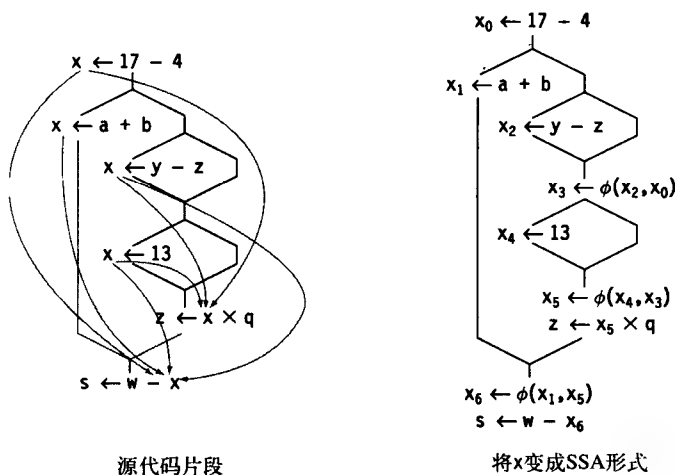 x ← 17 - 4
x ← a + b
x ← y - z
x ← 13
z ← x × q
s ← w - x
源代码片段
x₀ ← 17 - 4
x₁ ← a + b
x₂ ← y - z
x₃ ← ϕ(x₂,x₀)
x₄ ← 13
x₅ ← ϕ(x₄,x₃)
z ← x₅ × q
x₆ ← ϕ(x₁,x₅)
s ← w - x₆
将x变成SSA形式